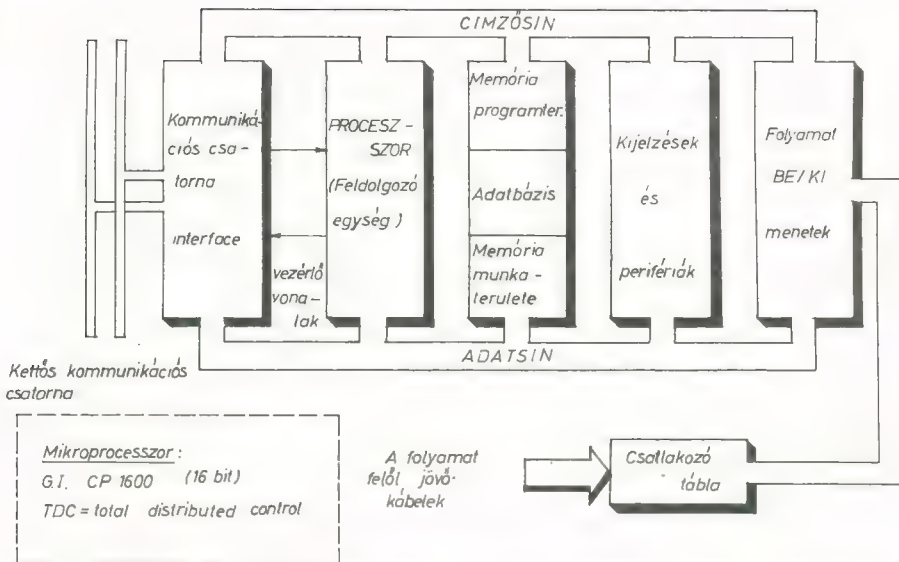 CIMZŐSIN
Kommuniká-
ciós csa-
torna
interface
PROCESZ-
SZOR
(Feldolgozó
egység)
vezérlő
vona-
lak
Memória
programter.
Adatbázis
Memória
munka-
területe
Kijelzések
és
perifériák
Folyamat
BE/KI
menetek
ADATSIN
Kettős kommunikációs
csatorna
Mikroprocesszor:
G.I. CP 1600 (16 bit)
TDC = total distributed control
A folyamat
felől jövő-
kábelek
Csatlakozó
tábla